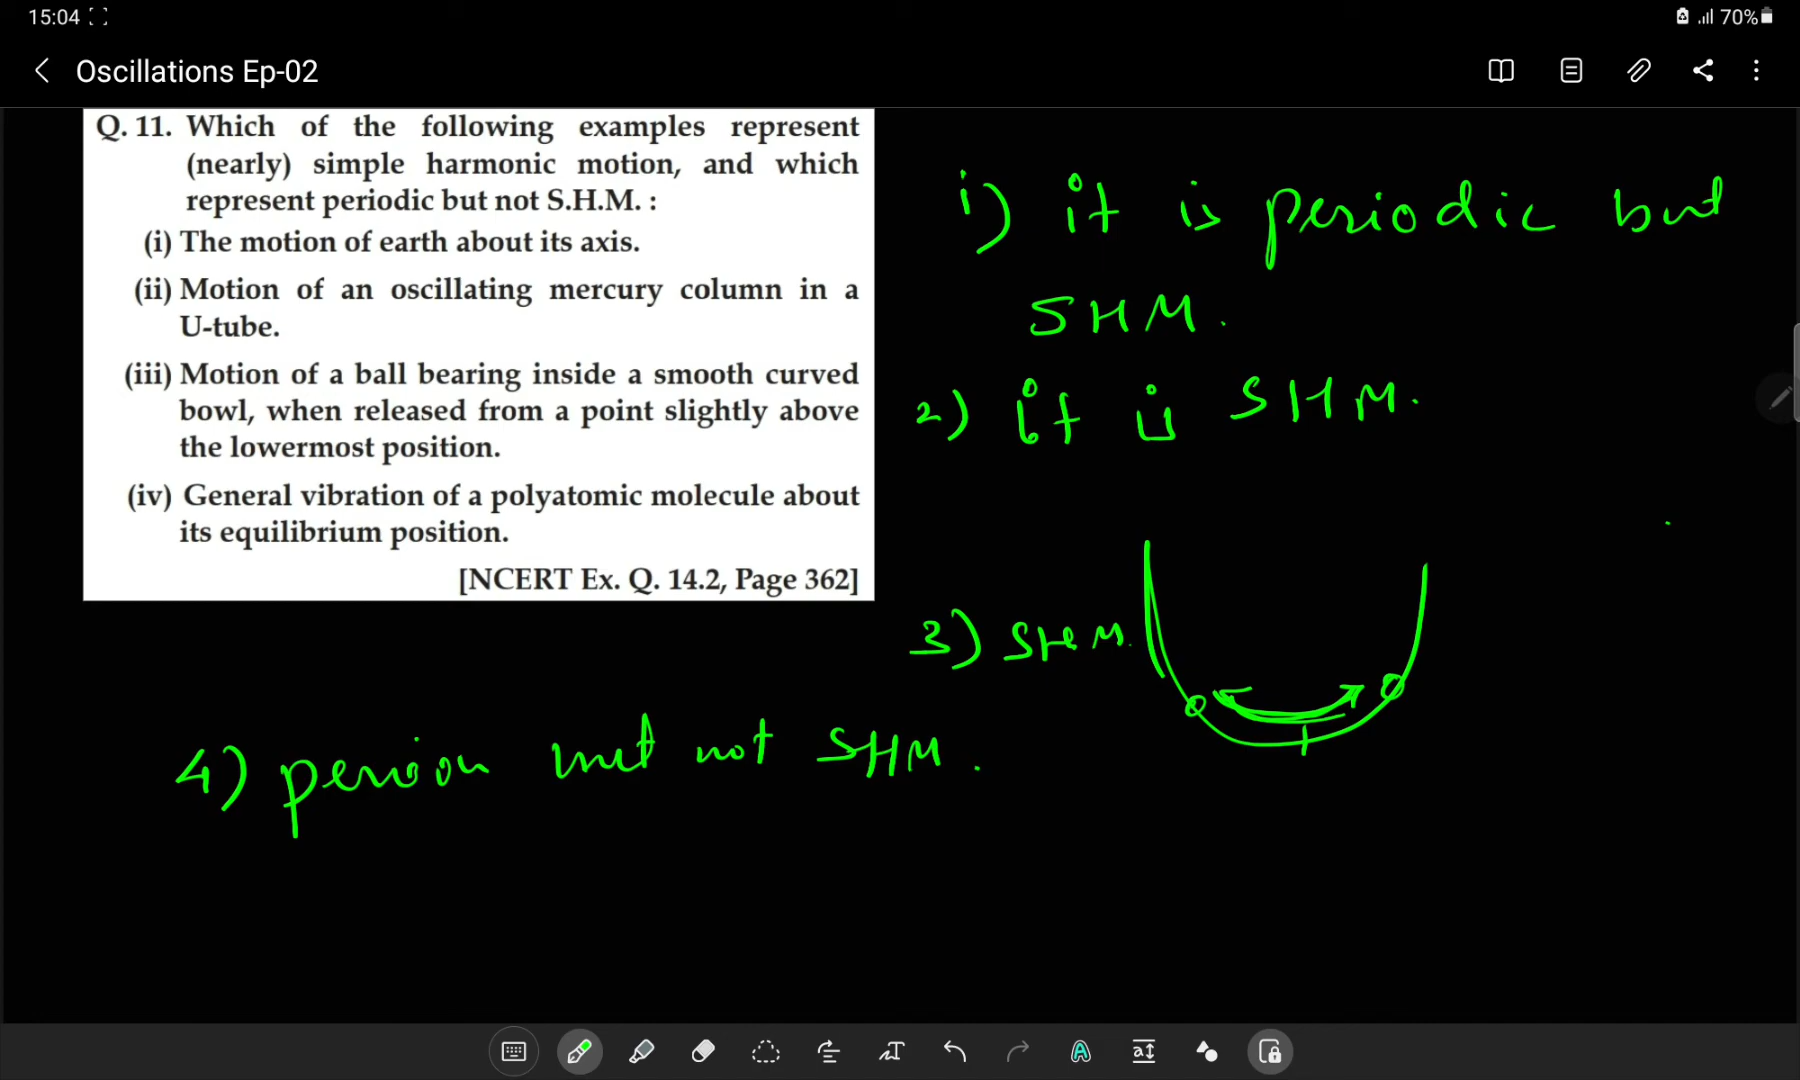 15:04
70%
Oscillations Ep-02
Q. 11. Which of the following examples represent
(nearly) simple harmonic motion, and which
represent periodic but not S.H.M. :
(i) The motion of earth about its axis.
(ii) Motion of an oscillating mercury column in a
U-tube.
(iii) Motion of a ball bearing inside a smooth curved
bowl, when released from a point slightly above
the lowermost position.
(iv) General vibration of a polyatomic molecule about
its equilibrium position.
[NCERT Ex. Q. 14.2, Page 362]
i) it is periodic but
SHM.
2) it is SHM.
3) SHM.
4) not SHM.